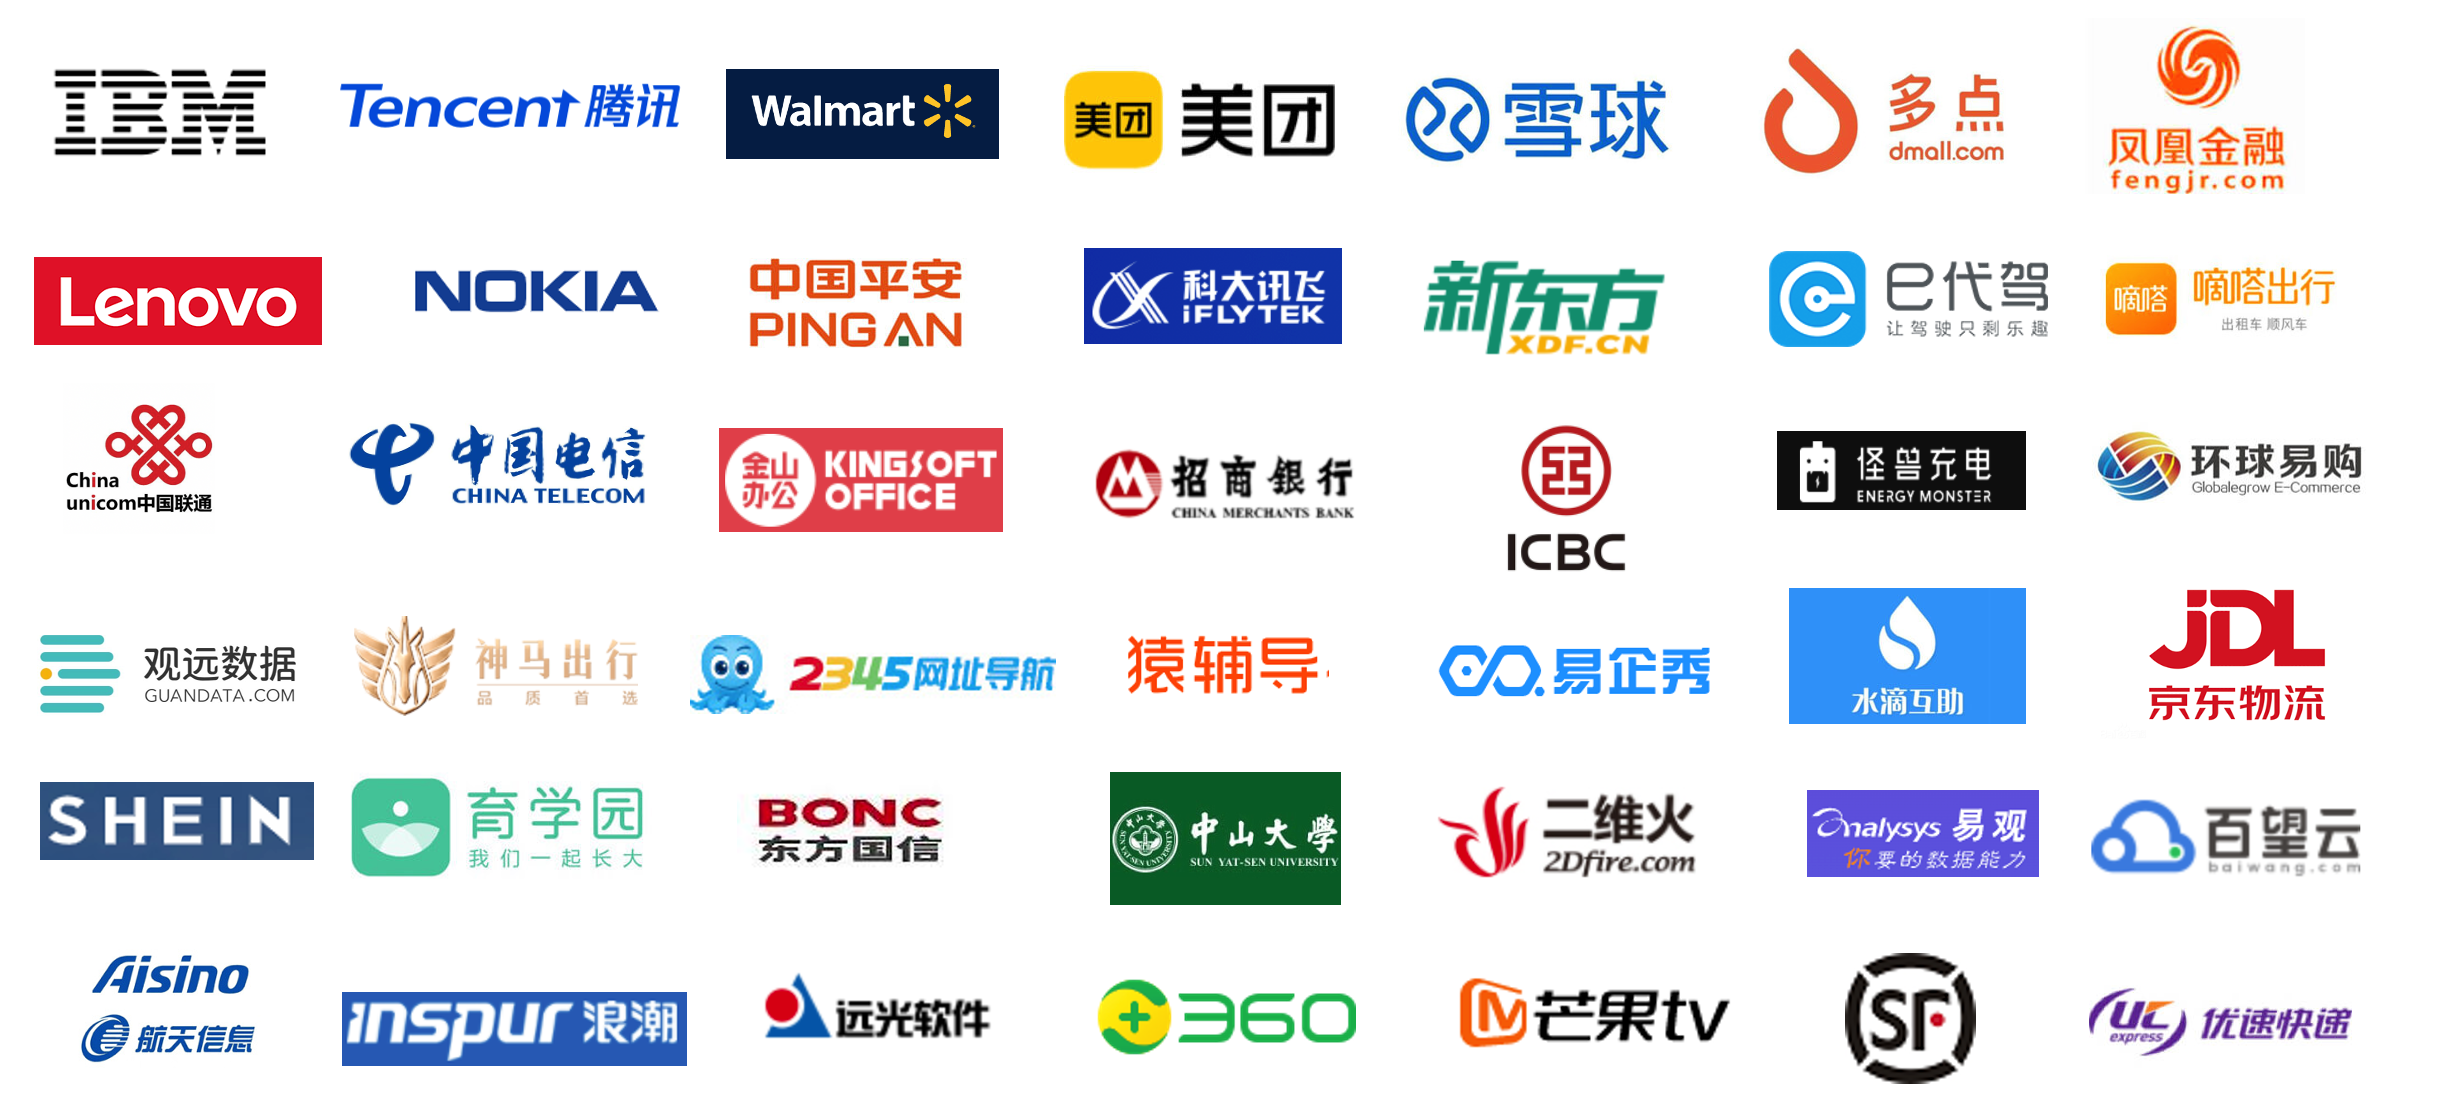 IBM
Tencent 腾讯
Walmart
美团 美团
雪球
多点
dmall.com
凤凰金融
fengjr.com
Lenovo
NOKIA
中国平安
PING AN
科大讯飞
iFLYTEK
新东方
XDF.CN
e代驾
让驾驶只剩乐趣
嘀嗒 嘀嗒出行
出租车 顺风车
China
unicom中国联通
中国电信
CHINA TELECOM
金山
办公
KINGSOFT
OFFICE
招商银行
CHINA MERCHANTS BANK
ICBC
怪兽充电
ENERGY MONSTER
环球易购
Globalegrow E-Commerce
观远数据
GUANDATA.COM
神马出行
品质首选
2345网址导航
猿辅导
易企秀
水滴互助
JDL
京东物流
SHEIN
育学园
我们一起长大
BONC
东方国信
中山大學
SUN YAT-SEN UNIVERSITY
中山大學
SUN YAT-SEN UNIVERSITY
二维火
2Dfire.com
analysys 易观
你要的数据能力
百望云
baiwang.com
Aisino
航天信息
inspur 浪潮
远光软件
360
芒果tv
SF
UC
express
优速快递